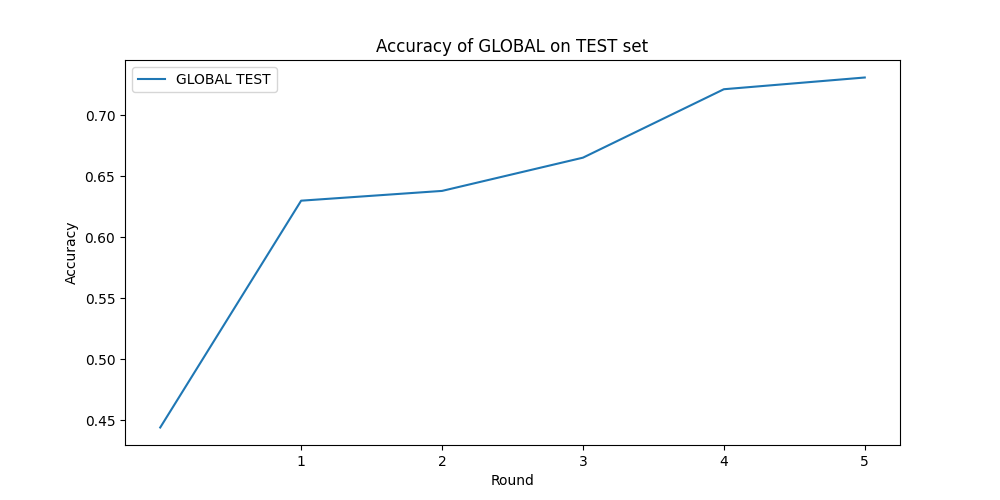 Accuracy of GLOBAL on TEST set
GLOBAL TEST
0.70
0.65
0.60
0.55
0.50
0.45
Accuracy
1 2 3 4 5
Round